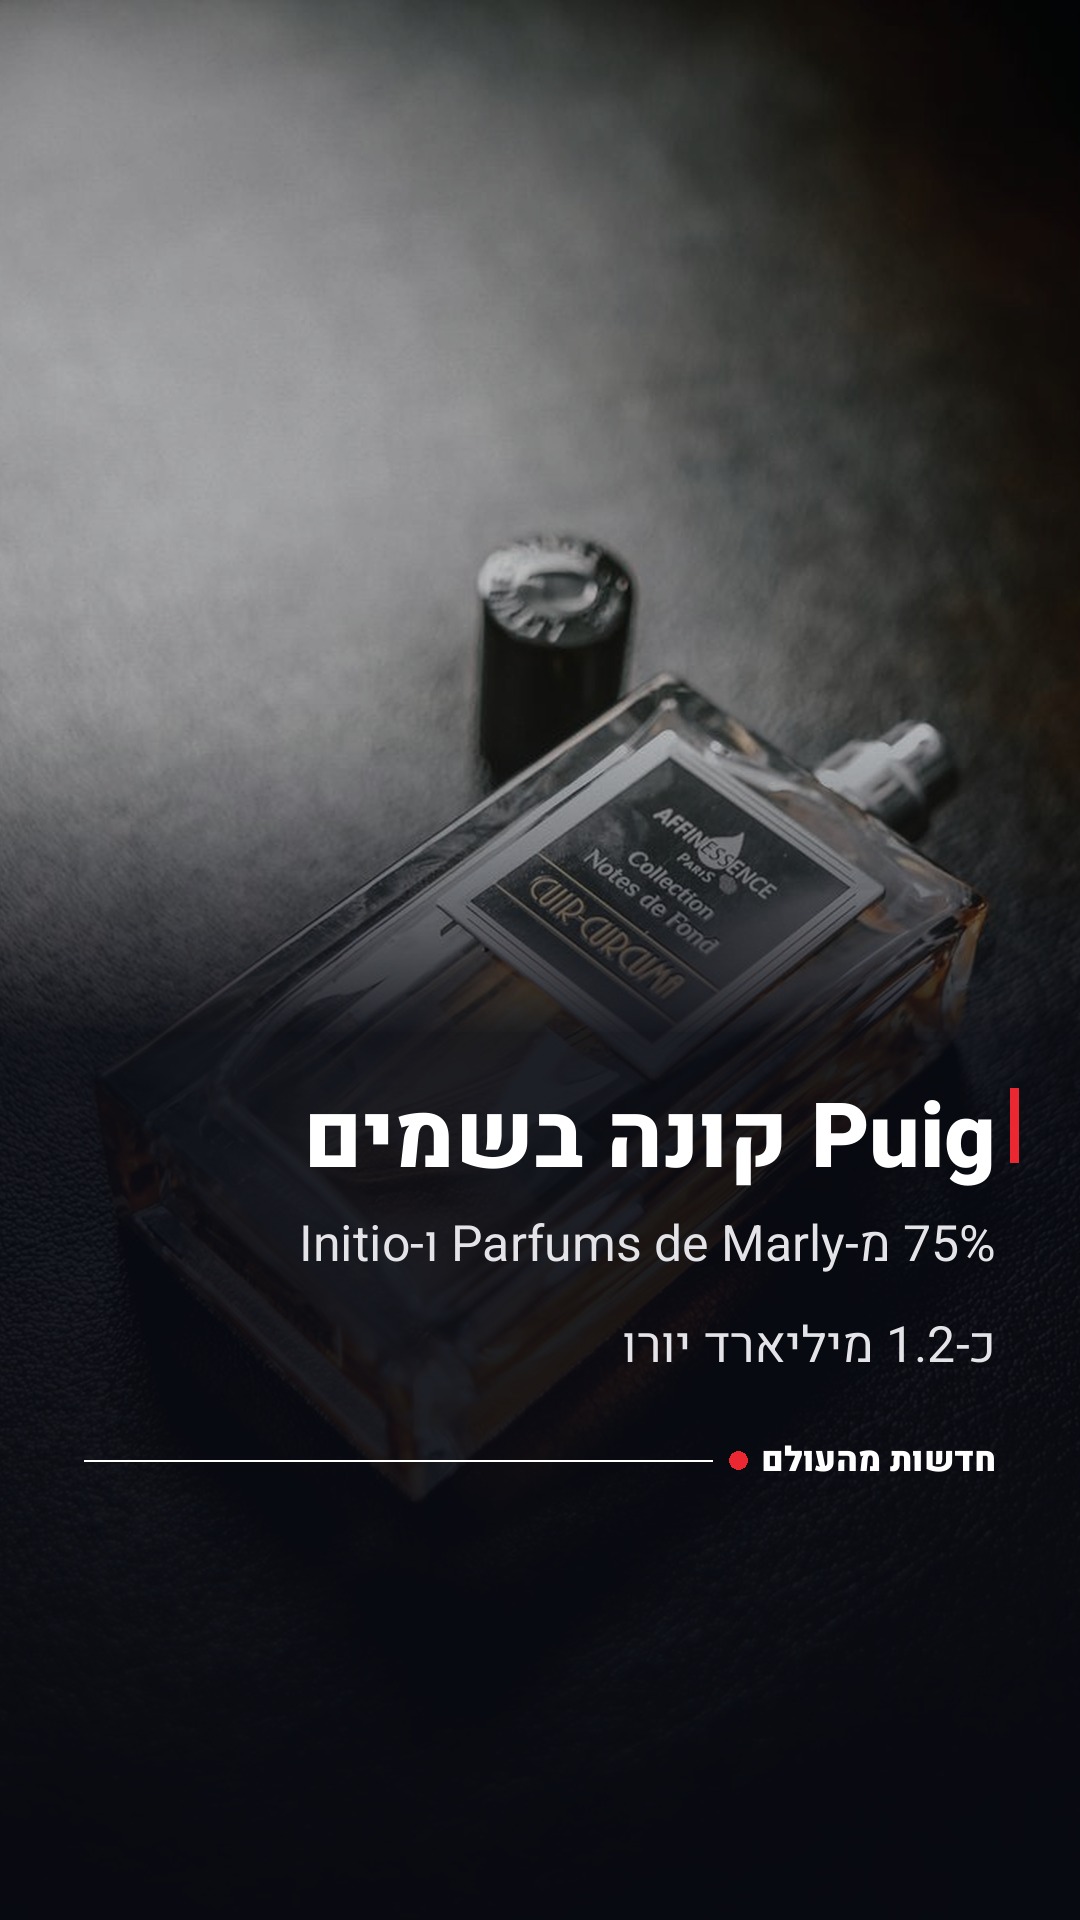 AFFINESSENCE
PARIS
Collection
Notes de Fond
CUIR-CURCUMA
Puig קונה בשמים
75% מ-Parfums de Marly ו-Initio
כ-1.2 מיליארד יורו
חדשות מהעולם